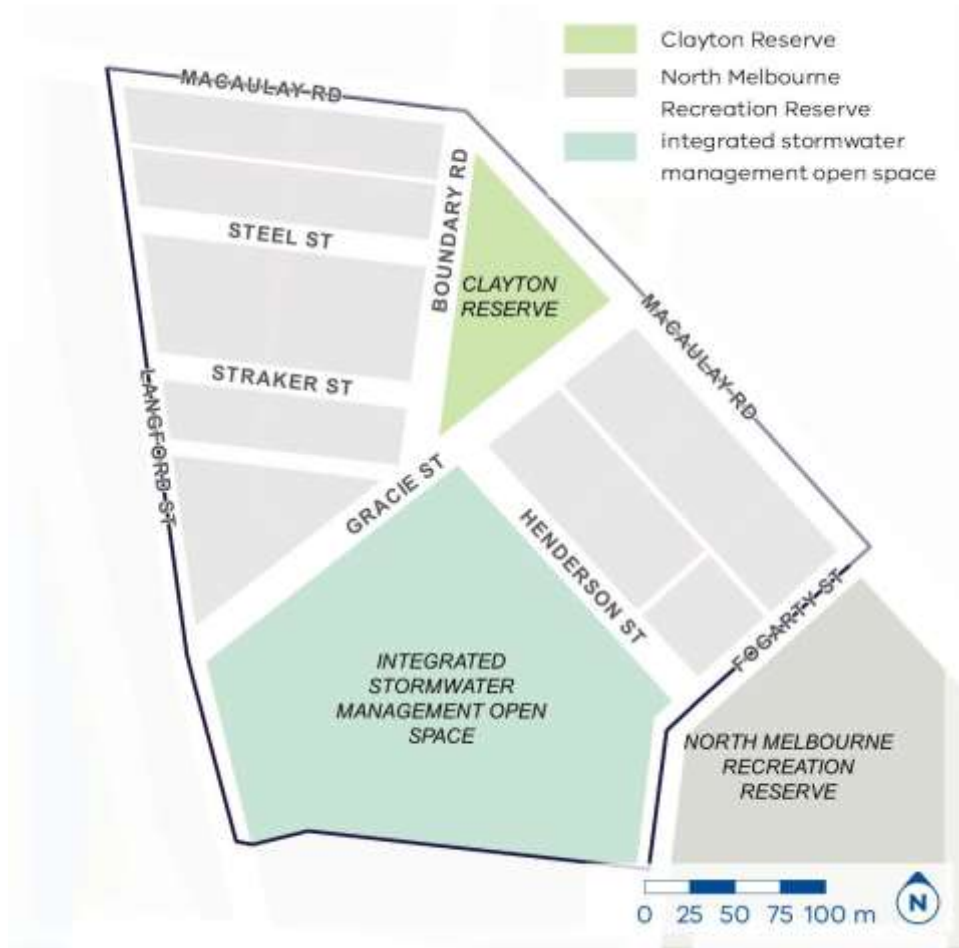 Clayton Reserve
North Melbourne
Recreation Reserve
integrated stormwater
management open space
MACAULAY RD
BOUNDARY RD
STEEL ST
CLAYTON
RESERVE
MACAULAY RD
STRAKER ST
LANGFORD ST
GRACIE ST
HENDERSON ST
FOGARTY ST
INTEGRATED
STORMWATER
MANAGEMENT OPEN
SPACE
NORTH MELBOURNE
RECREATION
RESERVE
0 25 50 75 100 m
N